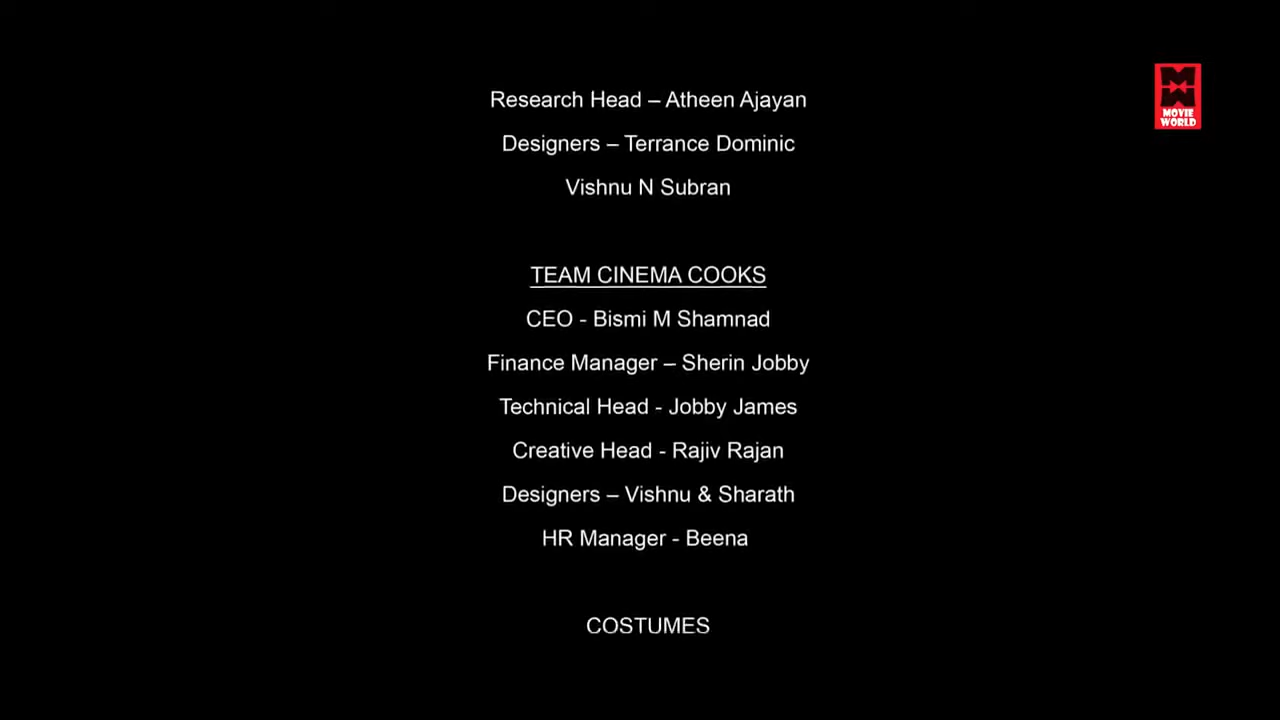 Research Head – Atheen Ajayan
Designers – Terrance Dominic
Vishnu N Subran
TEAM CINEMA COOKS
CEO - Bismi M Shamnad
Finance Manager – Sherin Jobby
Technical Head - Jobby James
Creative Head - Rajiv Rajan
Designers – Vishnu & Sharath
HR Manager - Beena
COSTUMES
MOVIE
WORLD